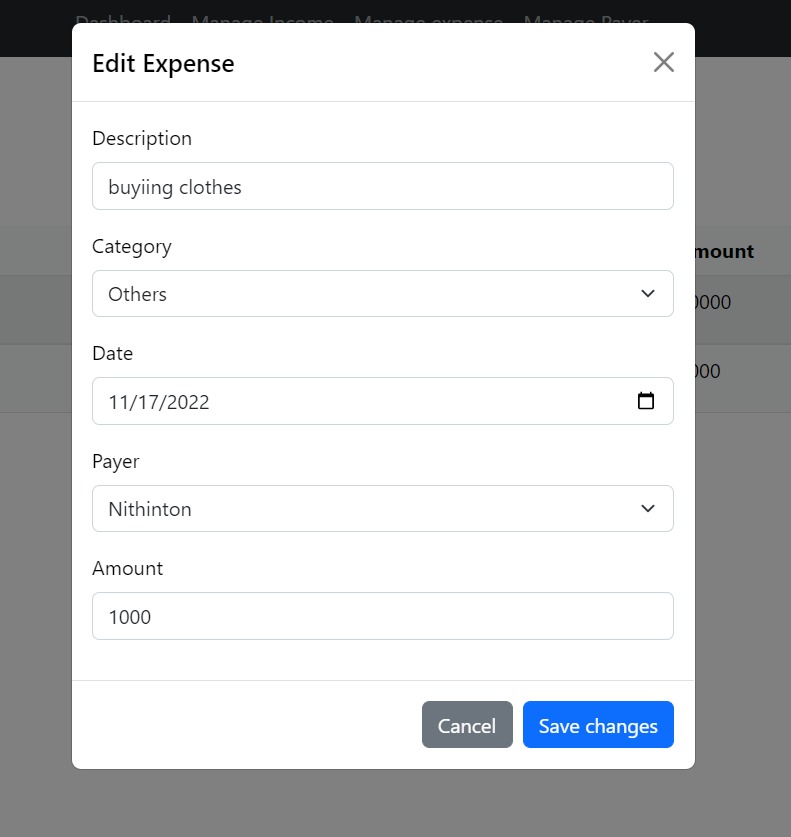 Dashboard Manage Income Manage expense Manage Payer
Edit Expense
Description
buyiing clothes
Category
Others
mount
0000
Date
000
11/17/2022
Payer
Nithinton
Amount
1000
Cancel Save changes